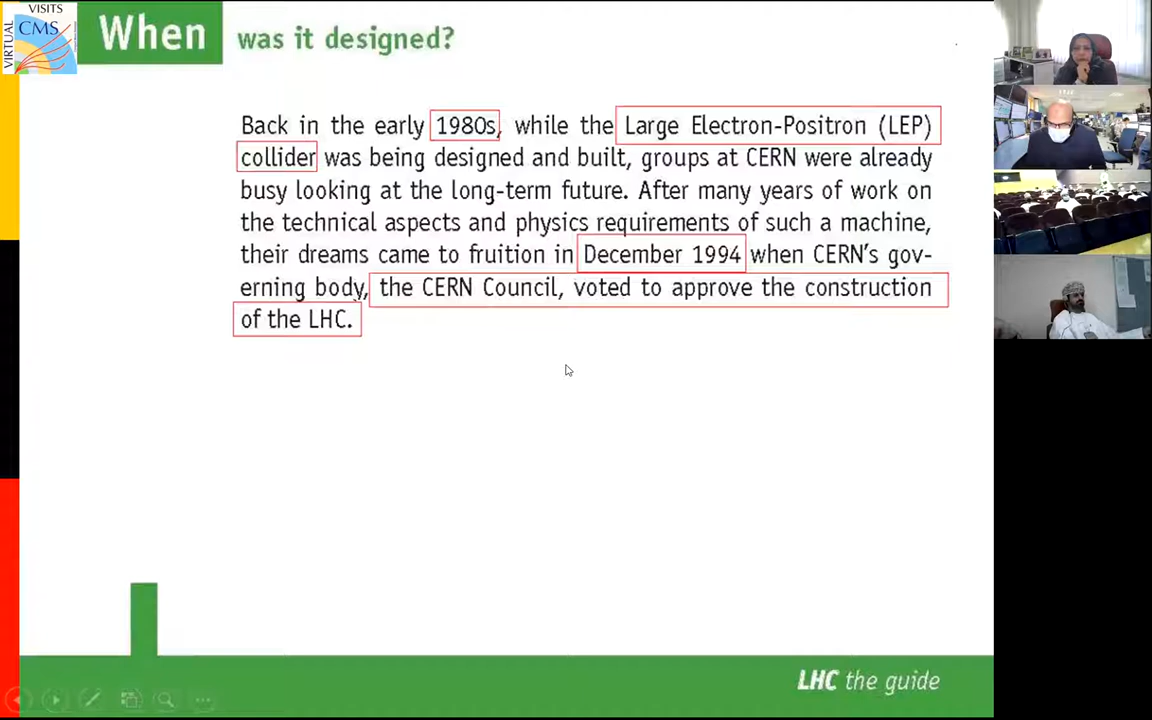 VISITS
VIRTUAL
CMS
When was it designed?
Back in the early 1980s, while the Large Electron-Positron (LEP)
collider was being designed and built, groups at CERN were already
busy looking at the long-term future. After many years of work on
the technical aspects and physics requirements of such a machine,
their dreams came to fruition in December 1994 when CERN’s gov-
erning body, the CERN Council, voted to approve the construction
of the LHC.
LHC the guide